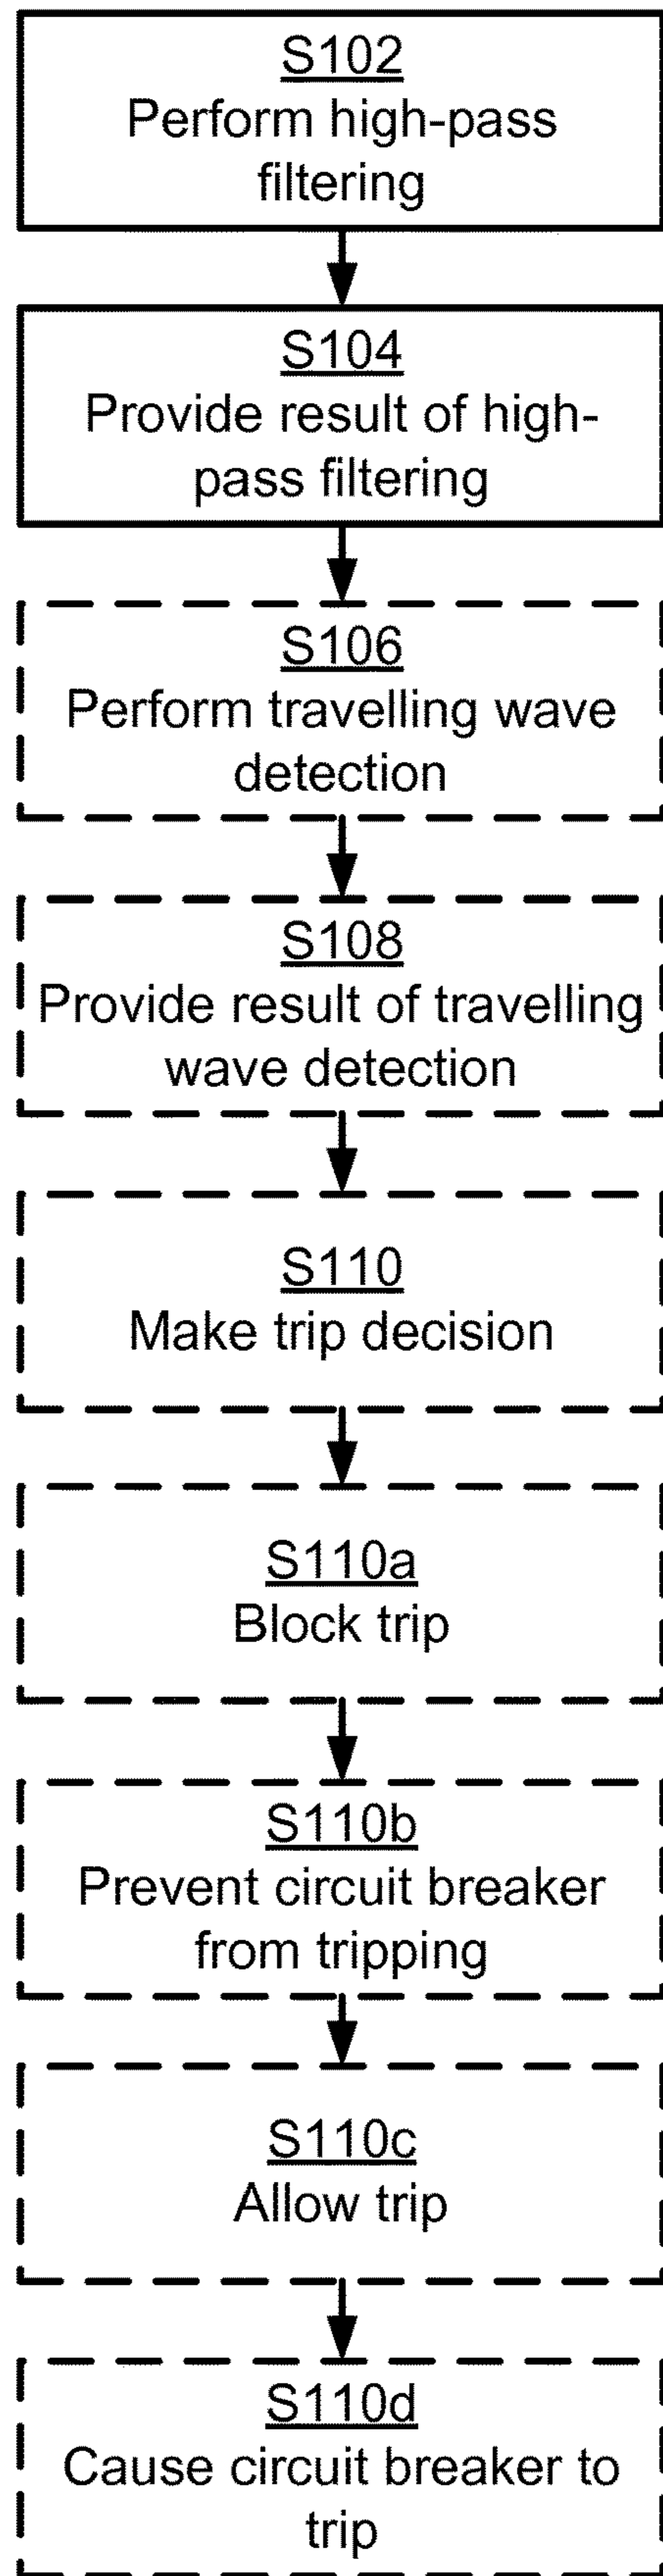 S102
Perform high-pass
filtering
S104
Provide result of high-
pass filtering
S106
Perform travelling wave
detection
S108
Provide result of travelling
wave detection
S110
Make trip decision
S110a
Block trip
S110b
Prevent circuit breaker
from tripping
S110c
Allow trip
S110d
Cause circuit breaker to
trip